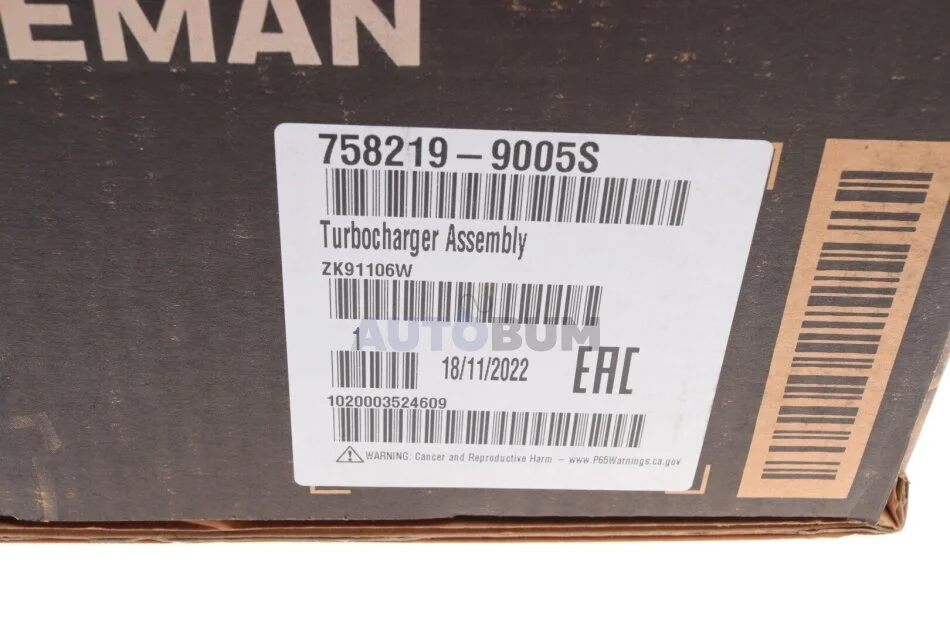 EMAN
758219-9005S
Turbocharger Assembly
ZK91106W
AUTOBUM
1
18/11/2022
EAC
1020003524609
WARNING: Cancer and Reproductive Harm – www.P65Warnings.ca.gov